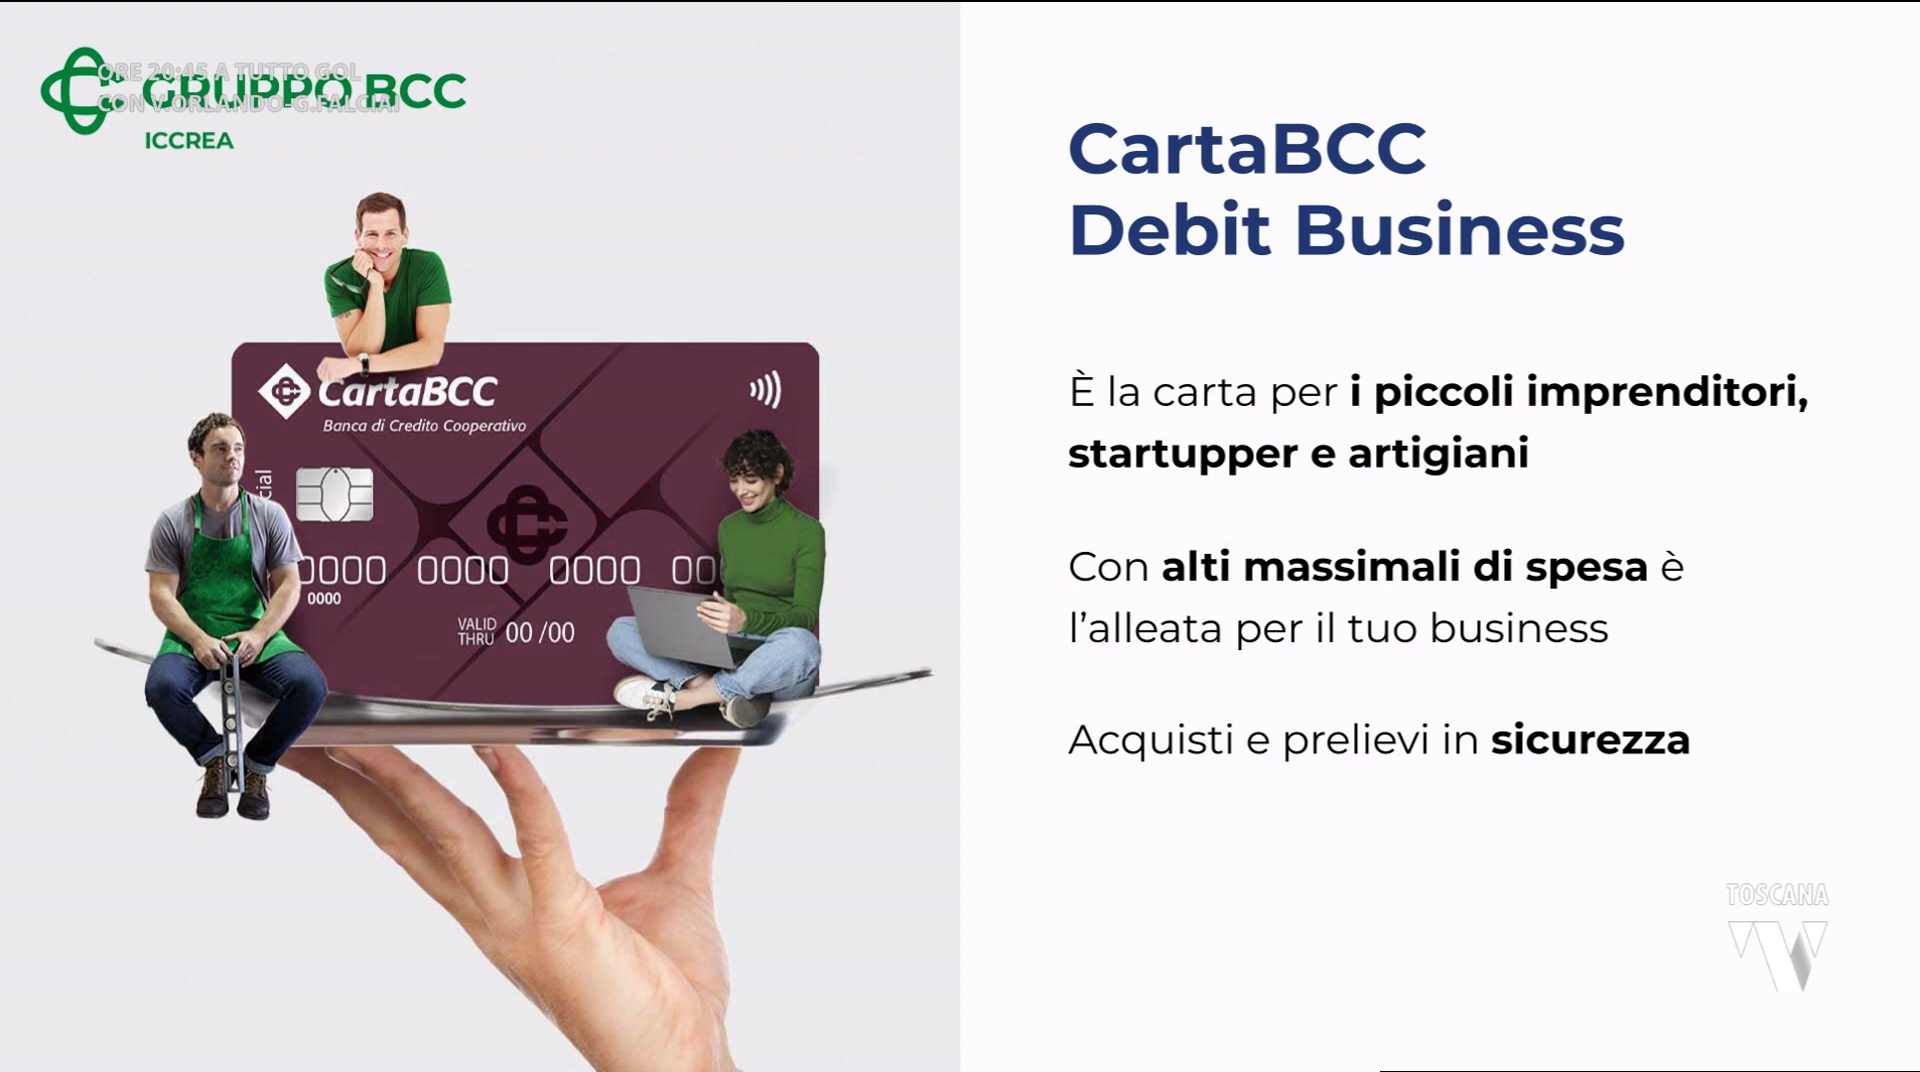 ORE 20:45 A TUTTO GOL
CON V.ORLANDO-G.FALCIAI
GRUPPO BCC
ICCREA
CartaBCC
Debit Business
CartaBCC
Banca di Credito Cooperativo
cial
0000 0000 0000 00
0000
VALID
THRU 00 /00
È la carta per i piccoli imprenditori,
startupper e artigiani
Con alti massimali di spesa è
l’alleata per il tuo business
Acquisti e prelievi in sicurezza
TOSCANA
TV